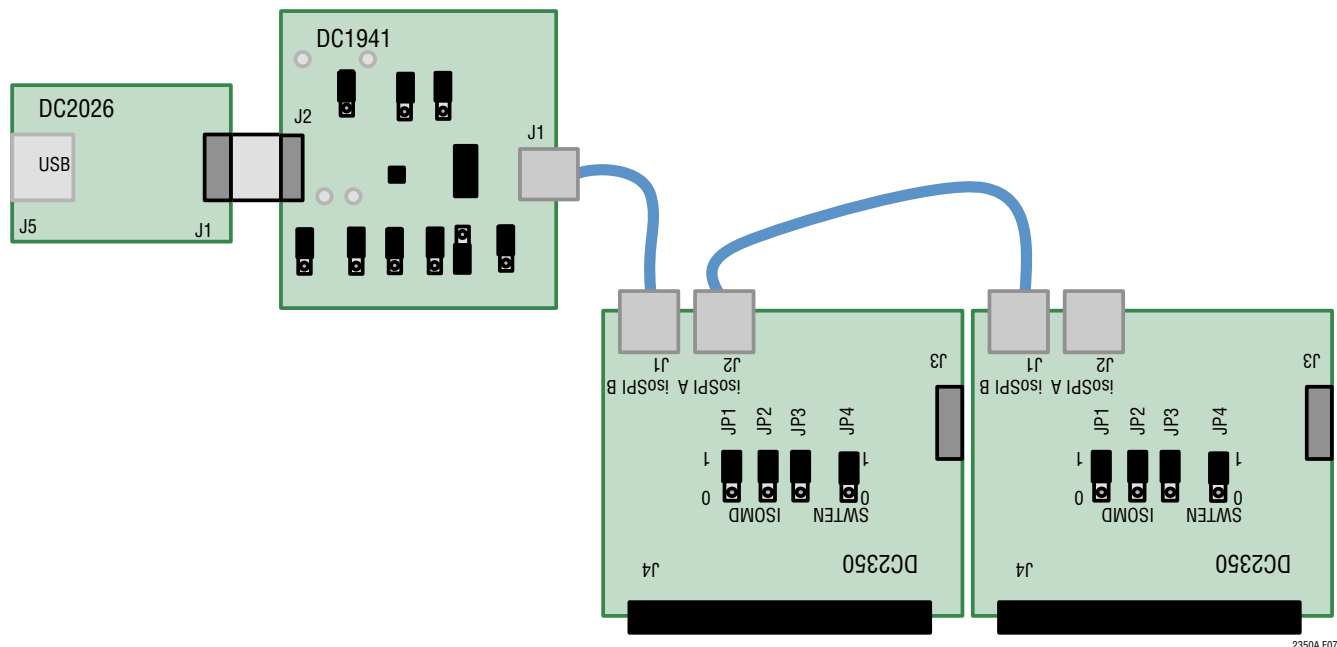 DC1941
DC2026
J2
J1
USB
J5
J1
J1
J2
isoSPI B
isoSPI A
J3
JP1
JP2
JP3
JP4
1
1
0
0
ISOMD
SWTEN
DC2350
J4
J1
J2
isoSPI B
isoSPI A
J3
JP1
JP2
JP3
JP4
1
1
0
0
ISOMD
SWTEN
DC2350
J4
2350A F07